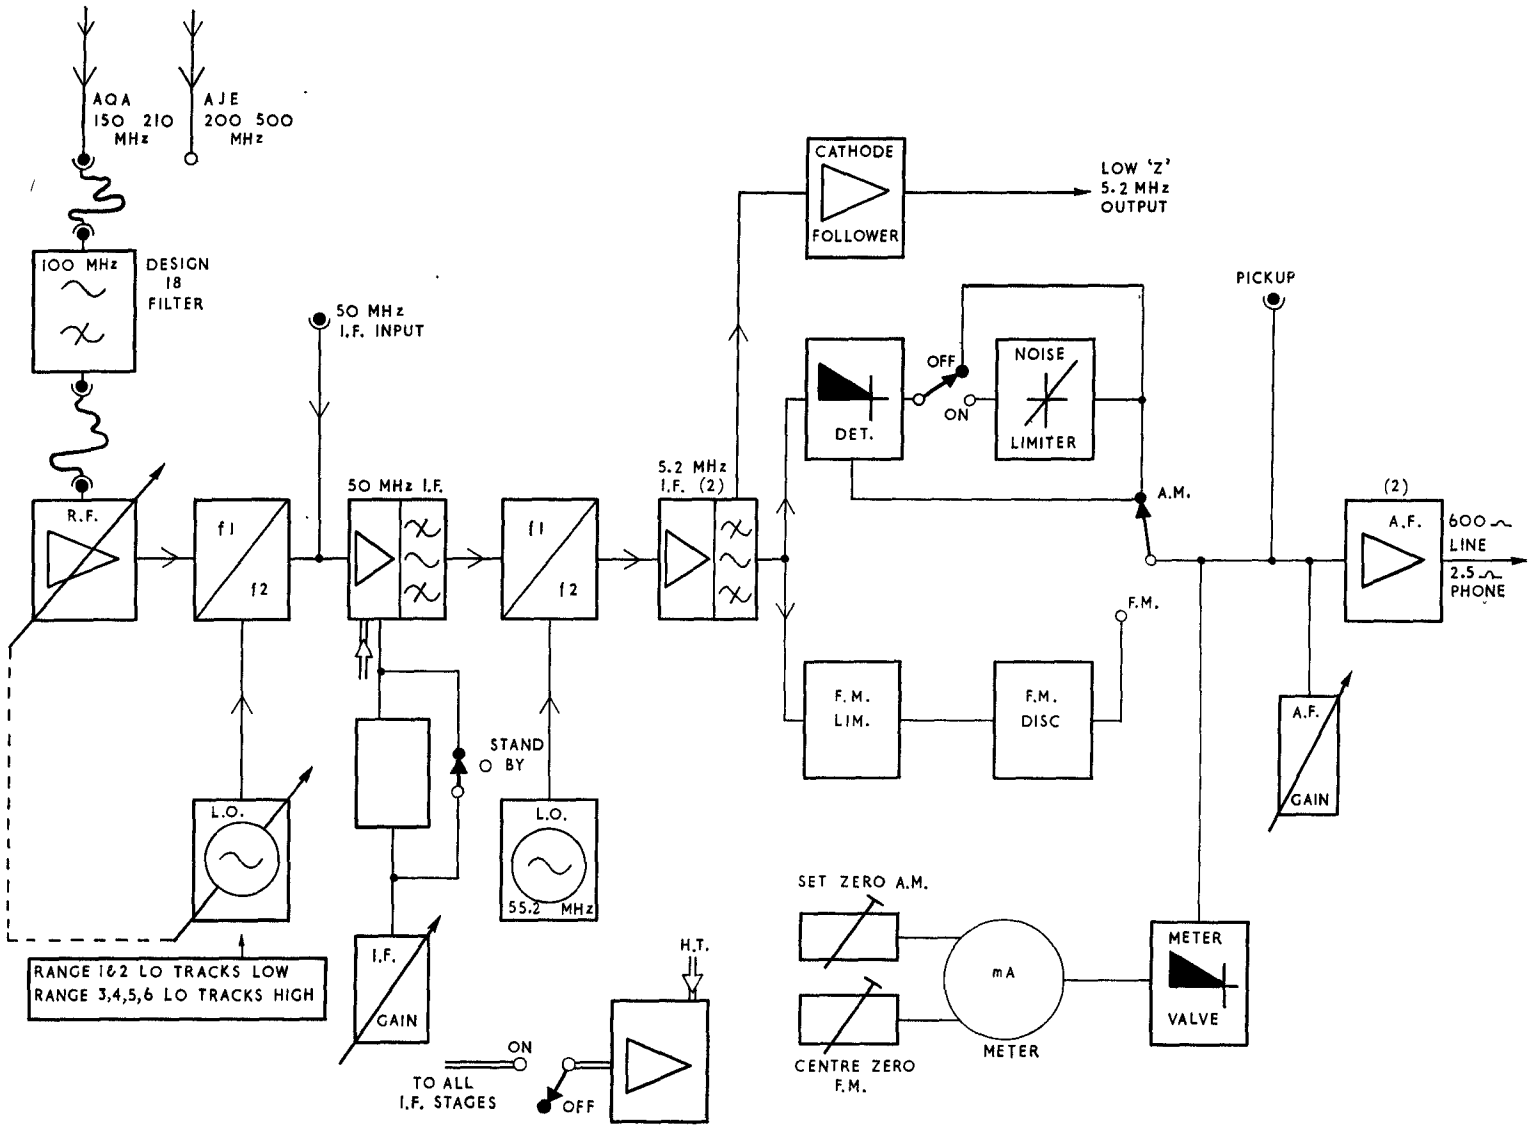 AQA
150 210
MHz
AJE
200 500
MHz
100 MHz
DESIGN
18
FILTER
50 MHz
I.F. INPUT
CATHODE
FOLLOWER
LOW 'Z'
5.2 MHz
OUTPUT
PICKUP
OFF
ON
NOISE
LIMITER
DET.
5.2 MHz
I.F. (2)
50 MHz I.F.
R.F.
f1
f2
f1
f2
A.M.
(2)
A.F.
600 Ω
LINE
2.5 Ω
PHONE
F.M.
F.M.
LIM.
F.M.
DISC
A.F.
GAIN
STAND
BY
L.O.
L.O.
55.2 MHz
RANGE 1&2 LO TRACKS LOW
RANGE 3,4,5,6 LO TRACKS HIGH
I.F.
GAIN
SET ZERO A.M.
mA
METER
CENTRE ZERO
F.M.
METER
VALVE
H.T.
ON
TO ALL
I.F. STAGES
OFF